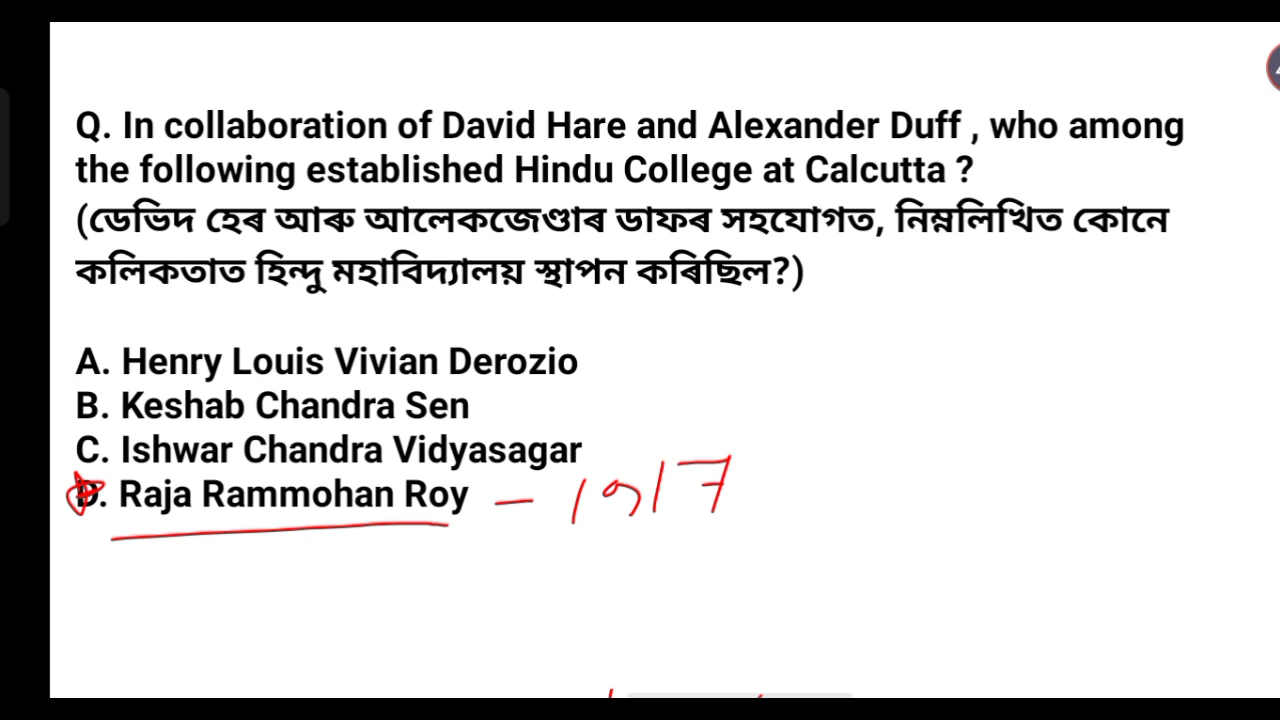 Q. In collaboration of David Hare and Alexander Duff , who among
the following established Hindu College at Calcutta ?
(ডেভিদ হেৰ আৰু আলেকজেণ্ডাৰ ডাফৰ সহযোগত, নিম্নলিখিত কোনে
কলিকতাত হিন্দু মহাবিদ্যালয় স্থাপন কৰিছিল?)
A. Henry Louis Vivian Derozio
B. Keshab Chandra Sen
C. Ishwar Chandra Vidyasagar
D. Raja Rammohan Roy – 1917